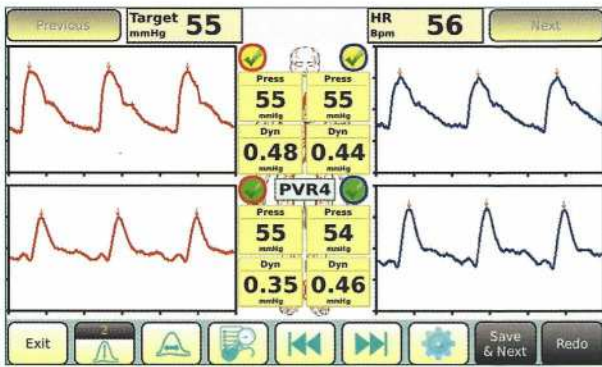 Previous
Target
mmHg
55
HR
Bpm
56
Next
Press
55
mmHg
Press
55
mmHg
Dyn
0.48
mmHg
Dyn
0.44
mmHg
PVR4
Press
55
mmHg
Press
54
mmHg
Dyn
0.35
mmHg
Dyn
0.46
mmHg
Exit
2
Save
& Next
Redo